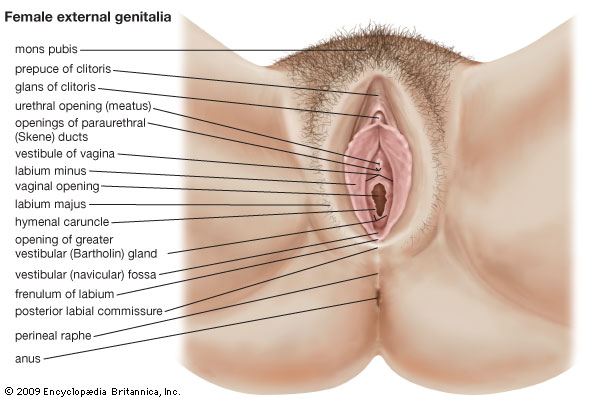 Female external genitalia
mons pubis
prepuce of clitoris
glans of clitoris
urethral opening (meatus)
openings of paraurethral
(Skene) ducts
vestibule of vagina
labium minus
vaginal opening
labium majus
hymenal caruncle
opening of greater
vestibular (Bartholin) gland
vestibular (navicular) fossa
frenulum of labium
posterior labial commissure
perineal raphe
anus
© 2009 Encyclopædia Britannica, Inc.